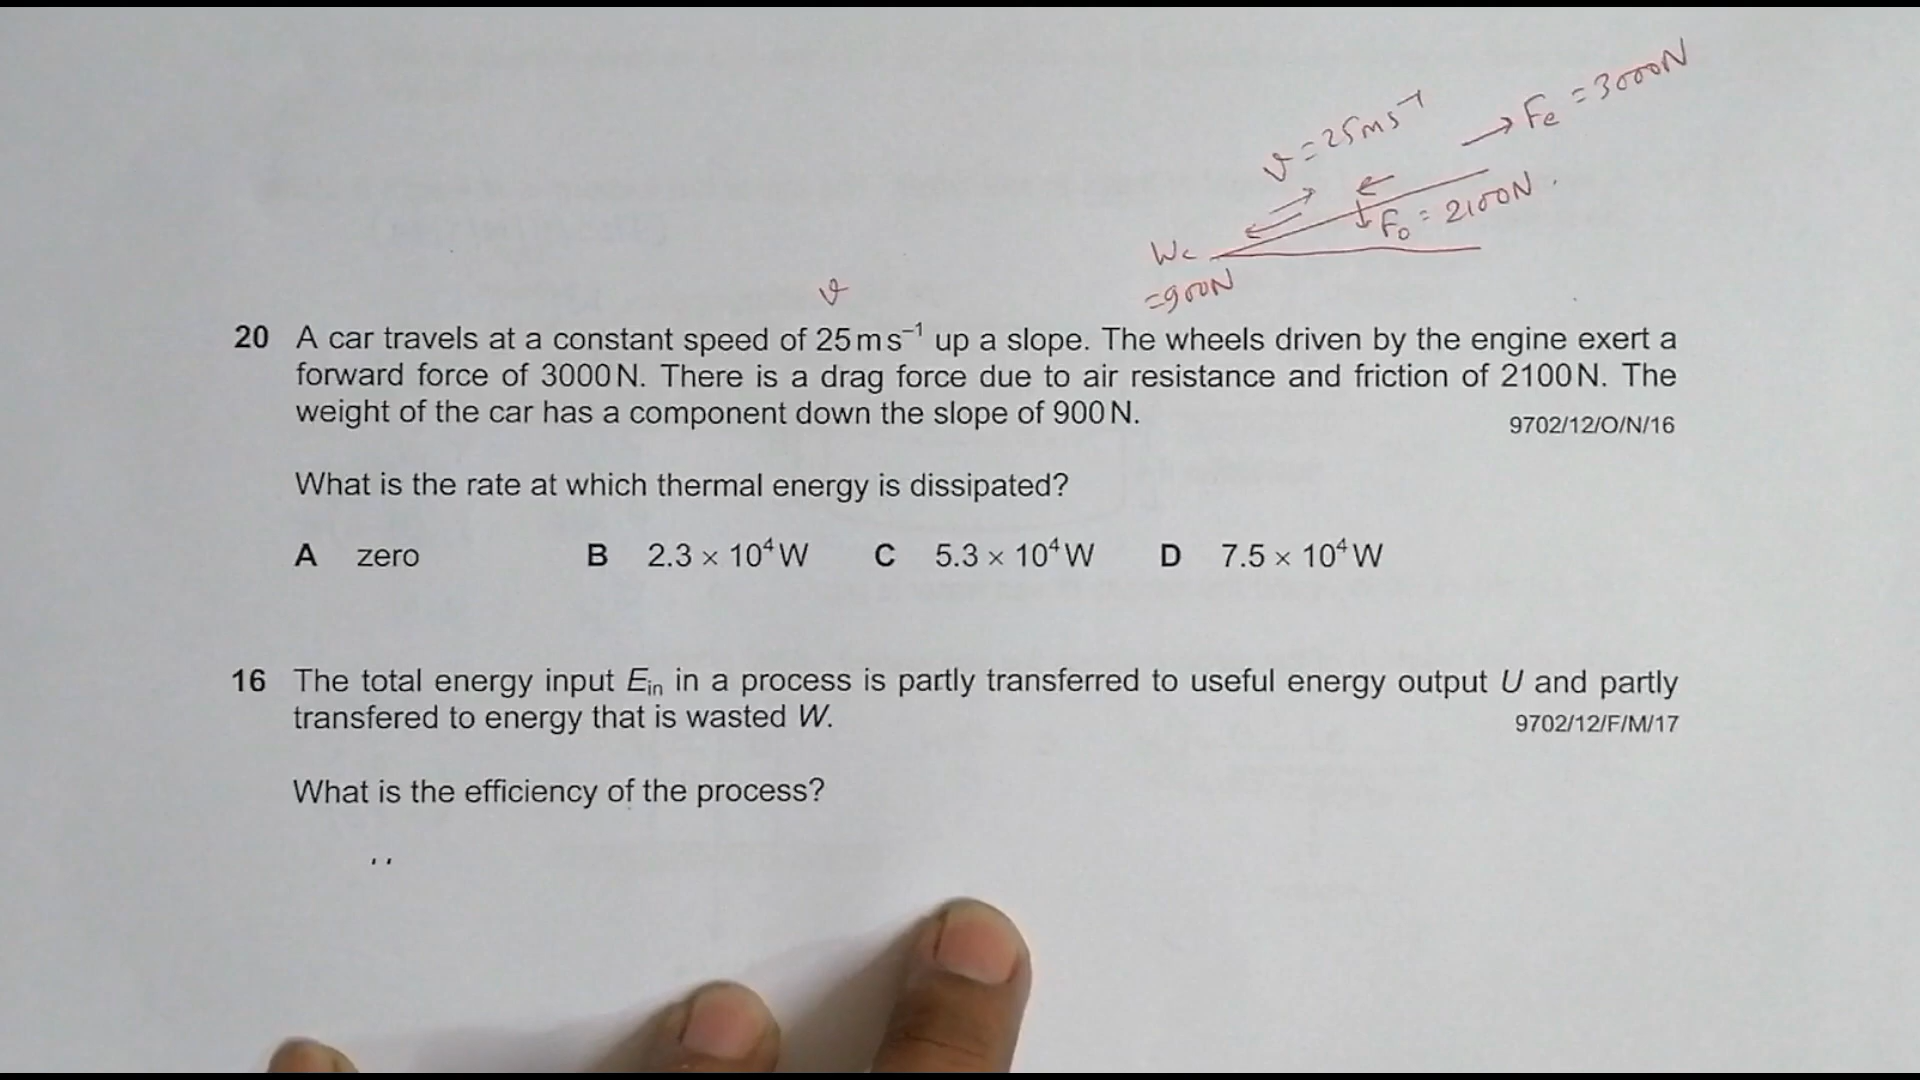 v = 25ms⁻¹ → Fe = 3000N
F₀ = 2100N .
Wc
=900N
v
20 A car travels at a constant speed of 25 m s⁻¹ up a slope. The wheels driven by the engine exert a
forward force of 3000 N. There is a drag force due to air resistance and friction of 2100 N. The
weight of the car has a component down the slope of 900 N.
9702/12/O/N/16
What is the rate at which thermal energy is dissipated?
A zero B 2.3 × 10⁴ W C 5.3 × 10⁴ W D 7.5 × 10⁴ W
16 The total energy input Eᵢₙ in a process is partly transferred to useful energy output U and partly
transfered to energy that is wasted W.
9702/12/F/M/17
What is the efficiency of the process?